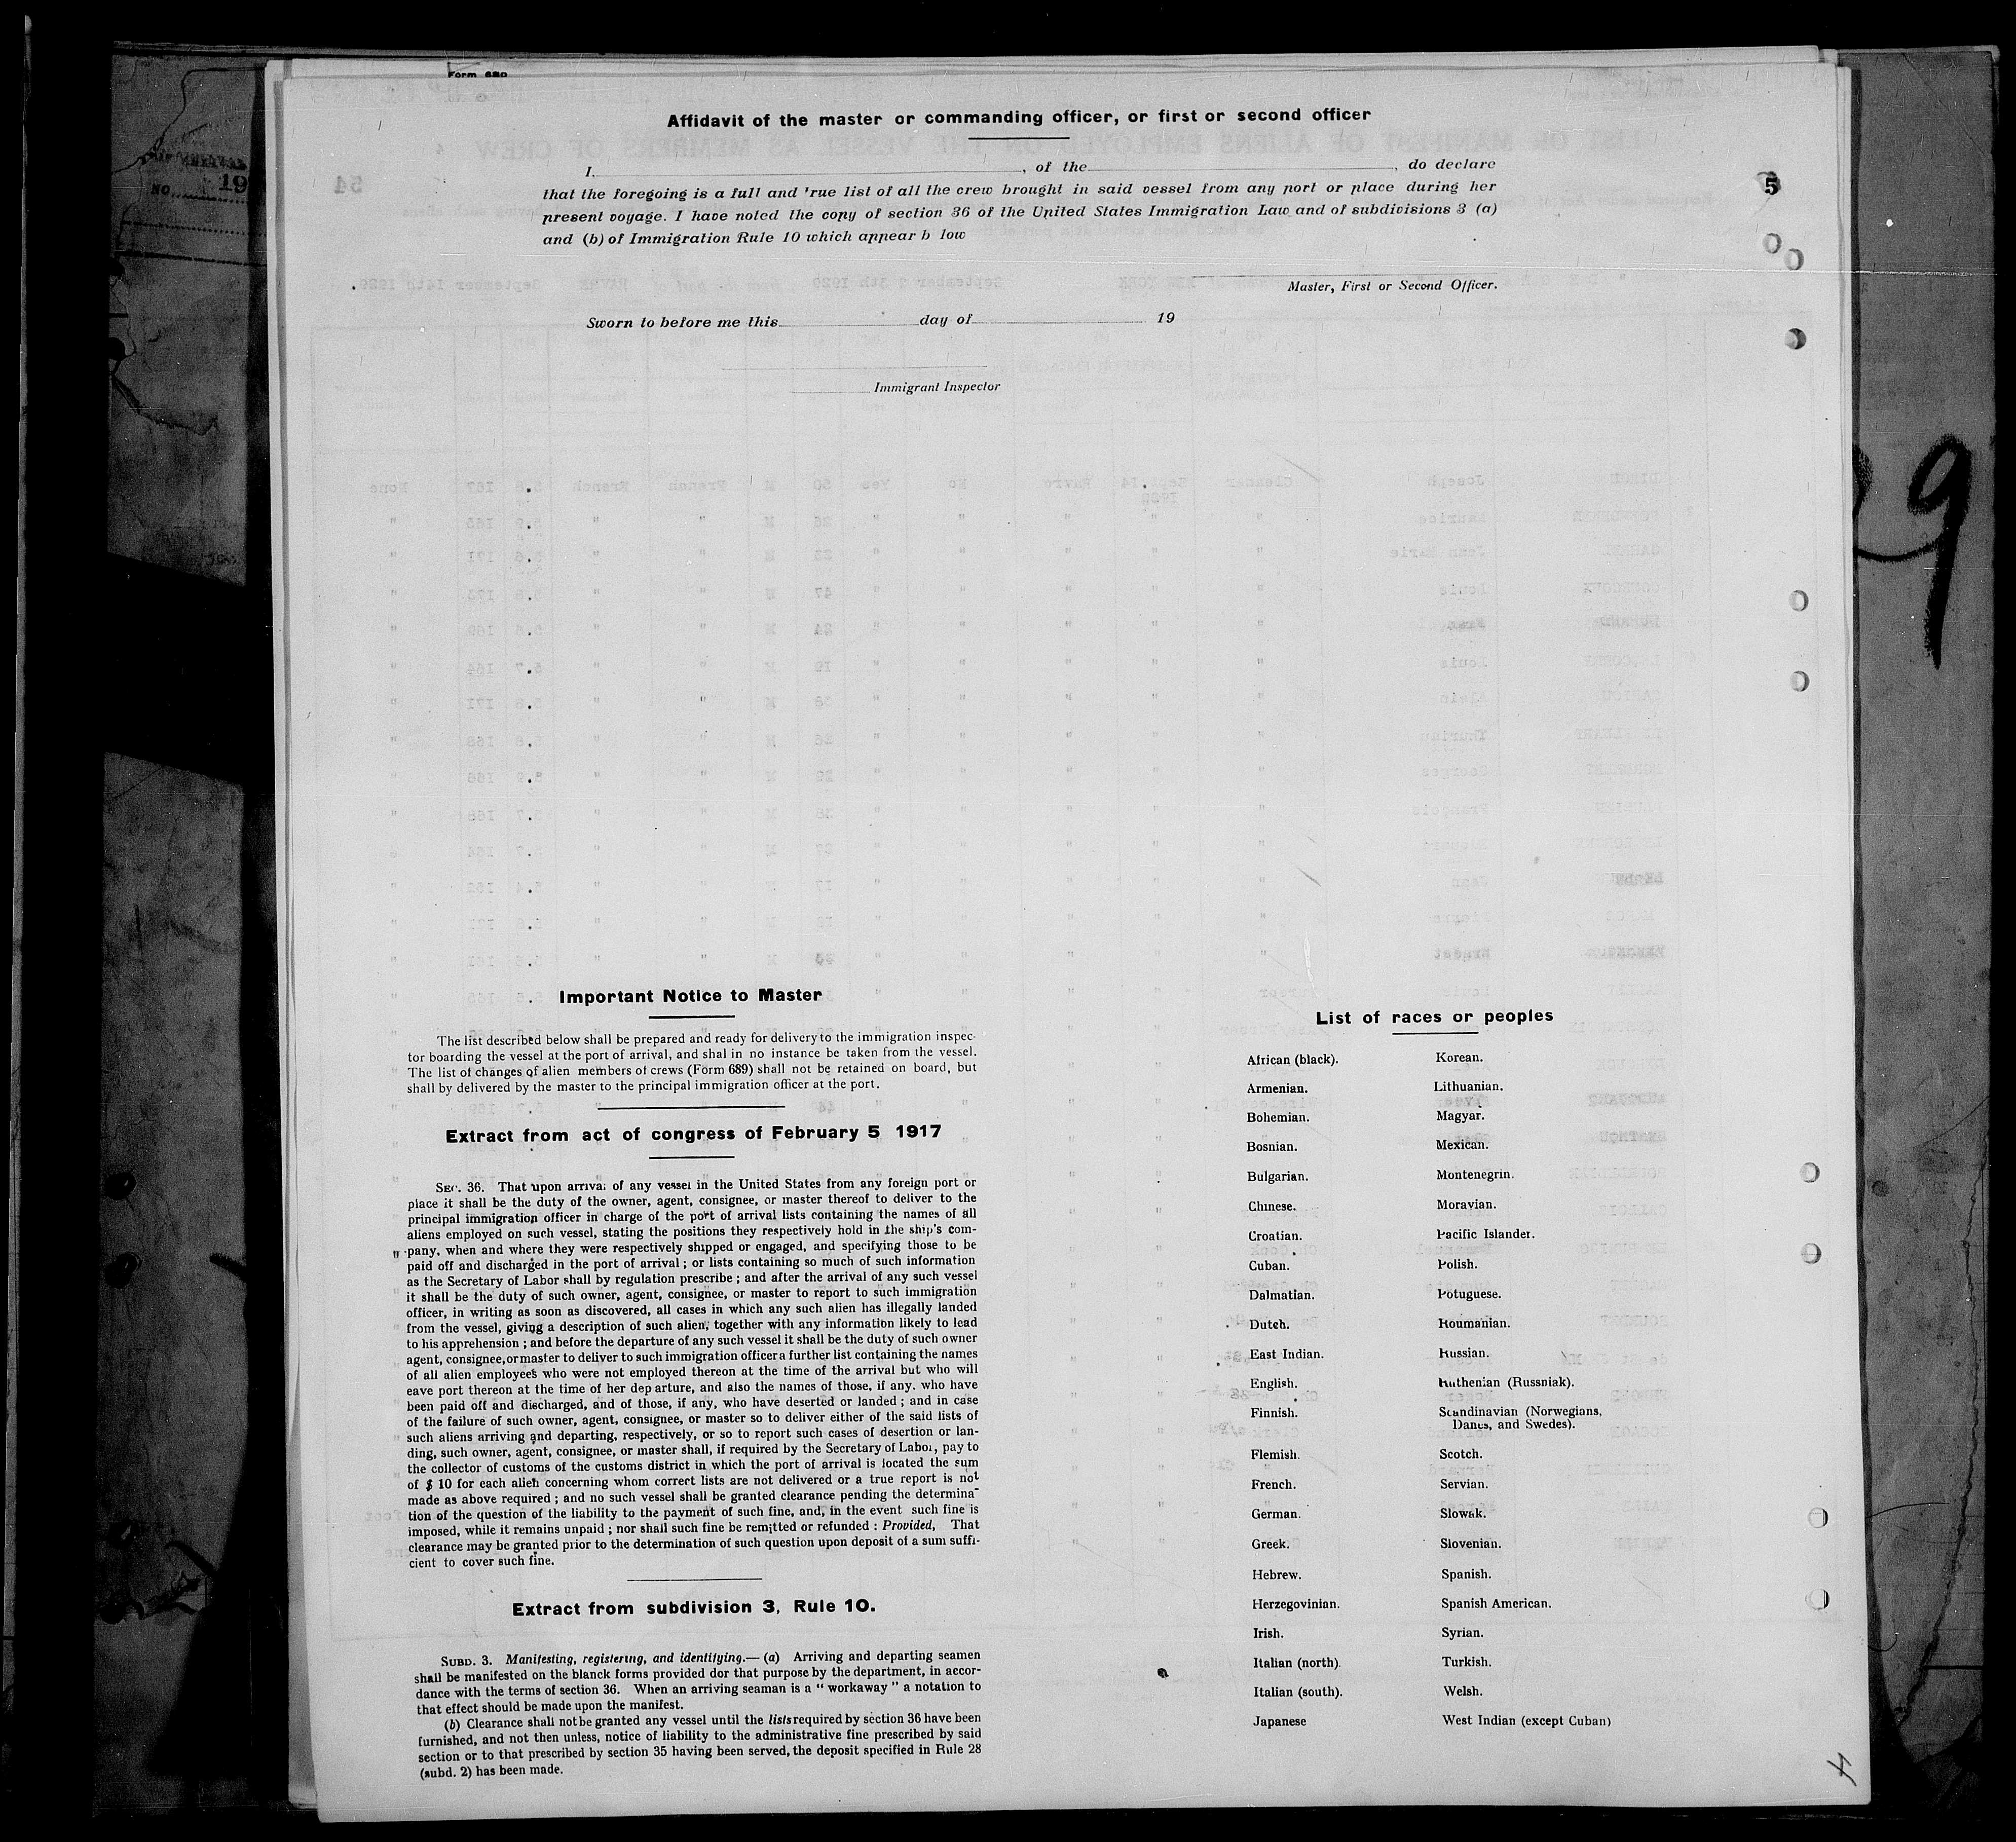 Form 689
Affidavit of the master or commanding officer, or first or second officer
I, , of the , do declare
that the foregoing is a full and 'rue list of all the crew brought in said vessel from any port or place during her
present voyage. I have noted the copy of section 36 of the United States Immigration Law and of subdivisions 3 (a)
and (b) of Immigration Rule 10 which appear b low
5
Master, First or Second Officer.
Sworn to before me this day of 19
Immigrant Inspector
NO. 19
9
Important Notice to Master
The list described below shall be prepared and ready for delivery to the immigration inspec-
tor boarding the vessel at the port of arrival, and shal in no instance be taken from the vessel.
The list of changes of alien members of crews (Form 689) shall not be retained on board, but
shall by delivered by the master to the principal immigration officer at the port.
Extract from act of congress of February 5 1917
SEC. 36. That upon arrival of any vessel in the United States from any foreign port or
place it shall be the duty of the owner, agent, consignee, or master thereof to deliver to the
principal immigration officer in charge of the port of arrival lists containing the names of all
aliens employed on such vessel, stating the positions they respectively hold in the ship's com-
pany, when and where they were respectively shipped or engaged, and specifying those to be
paid off and discharged in the port of arrival ; or lists containing so much of such information
as the Secretary of Labor shall by regulation prescribe ; and after the arrival of any such vessel
it shall be the duty of such owner, agent, consignee, or master to report to such immigration
officer, in writing as soon as discovered, all cases in which any such alien has illegally landed
from the vessel, giving a description of such alien, together with any information likely to lead
to his apprehension ; and before the departure of any such vessel it shall be the duty of such owner
agent, consignee, or master to deliver to such immigration officer a further list containing the names
of all alien employees who were not employed thereon at the time of the arrival but who will
eave port thereon at the time of her departure, and also the names of those, if any, who have
been paid off and discharged, and of those, if any, who have deserted or landed ; and in case
of the failure of such owner, agent, consignee, or master so to deliver either of the said lists of
such aliens arriving and departing, respectively, or so to report such cases of desertion or lan-
ding, such owner, agent, consignee, or master shall, if required by the Secretary of Labor, pay to
the collector of customs of the customs district in which the port of arrival is located the sum
of $ 10 for each alien concerning whom correct lists are not delivered or a true report is not
made as above required ; and no such vessel shall be granted clearance pending the determina-
tion of the question of the liability to the payment of such fine, and, in the event such fine is
imposed, while it remains unpaid ; nor shall such fine be remitted or refunded : Provided, That
clearance may be granted prior to the determination of such question upon deposit of a sum suffi-
cient to cover such fine.
Extract from subdivision 3, Rule 10.
SUBD. 3. Manifesting, registering, and identifying.— (a) Arriving and departing seamen
shall be manifested on the blanck forms provided dor that purpose by the department, in accor-
dance with the terms of section 36. When an arriving seaman is a “ workaway ” a notation to
that effect should be made upon the manifest.
(b) Clearance shall not be granted any vessel until the lists required by section 36 have been
furnished, and not then unless, notice of liability to the administrative fine prescribed by said
section or to that prescribed by section 35 having been served, the deposit specified in Rule 28
(subd. 2) has been made.
List of races or peoples
African (black).
Armenian.
Bohemian.
Bosnian.
Bulgarian.
Chinese.
Croatian.
Cuban.
Dalmatian.
Dutch.
East Indian.
English.
Finnish.
Flemish.
French.
German.
Greek.
Hebrew.
Herzegovinian.
Irish.
Italian (north).
Italian (south).
Japanese
Korean.
Lithuanian.
Magyar.
Mexican.
Montenegrin.
Moravian.
Pacific Islander.
Polish.
Potuguese.
Roumanian.
Russian.
Ruthenian (Russniak).
Scandinavian (Norwegians,
Danes, and Swedes).
Scotch.
Servian.
Slowak.
Slovenian.
Spanish.
Spanish American.
Syrian.
Turkish.
Welsh.
West Indian (except Cuban)
4